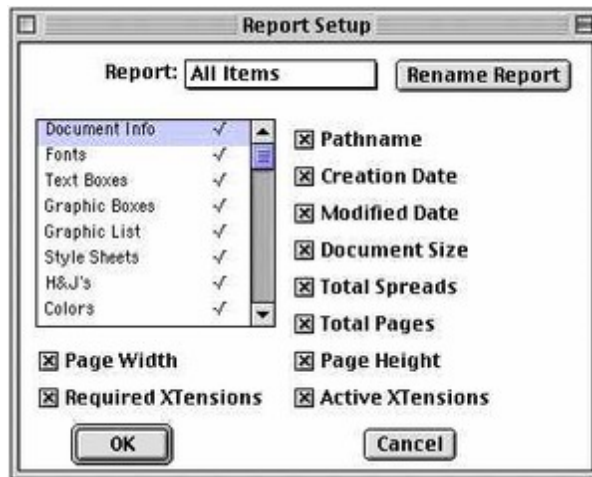 Report Setup
Report: All Items Rename Report
Document Info √
Fonts √
Text Boxes √
Graphic Boxes √
Graphic List √
Style Sheets √
H&J's √
Colors √
Pathname
Creation Date
Modified Date
Document Size
Total Spreads
Total Pages
Page Width Page Height
Required XTensions Active XTensions
OK Cancel